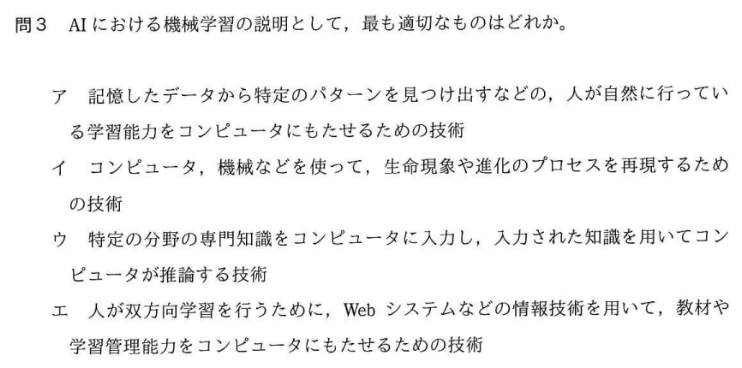 問3 AIにおける機械学習の説明として，最も適切なものはどれか。
ア 記憶したデータから特定のパターンを見つけ出すなどの，人が自然に行ってい
る学習能力をコンピュータにもたせるための技術
イ コンピュータ，機械などを使って，生命現象や進化のプロセスを再現するため
の技術
ウ 特定の分野の専門知識をコンピュータに入力し，入力された知識を用いてコン
ピュータが推論する技術
エ 人が双方向学習を行うために，Web システムなどの情報技術を用いて，教材や
学習管理能力をコンピュータにもたせるための技術